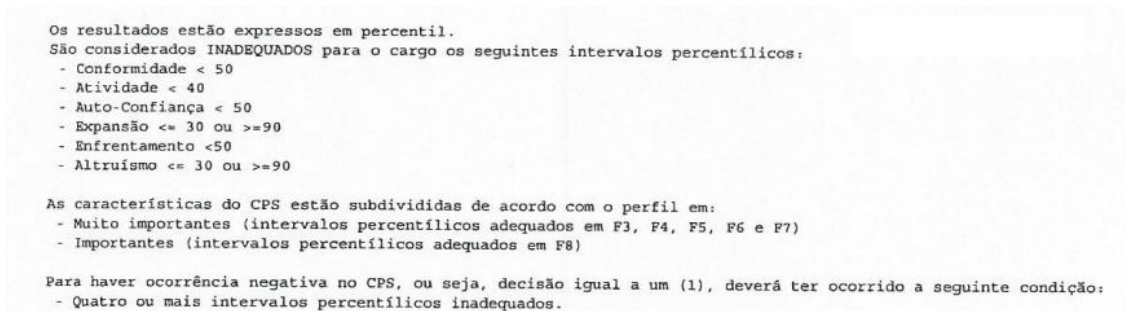 Os resultados estão expressos em percentil.
São considerados INADEQUADOS para o cargo os seguintes intervalos percentílicos:
- Conformidade < 50
- Atividade < 40
- Auto-Confiança < 50
- Expansão <= 30 ou >=90
- Enfrentamento <50
- Altruísmo <= 30 ou >=90
As características do CPS estão subdivididas de acordo com o perfil em:
- Muito importantes (intervalos percentílicos adequados em F3, F4, F5, F6 e F7)
- Importantes (intervalos percentílicos adequados em F8)
Para haver ocorrência negativa no CPS, ou seja, decisão igual a um (1), deverá ter ocorrido a seguinte condição:
- Quatro ou mais intervalos percentílicos inadequados.